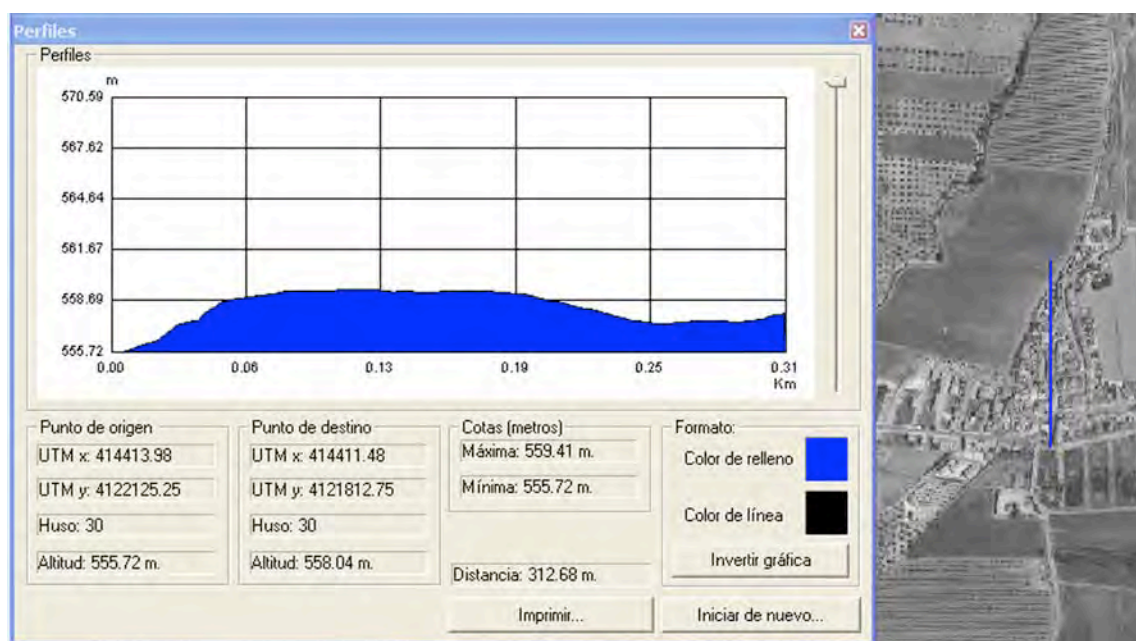 Perfiles
Perfiles
m
570.59
567.62
564.64
561.67
558.69
555.72
0.00 0.06 0.13 0.19 0.25 0.31
Km
Punto de origen
UTM x: 414413.98
UTM y: 4122125.25
Huso: 30
Altitud: 555.72 m.
Punto de destino
UTM x: 414411.48
UTM y: 4121812.75
Huso: 30
Altitud: 558.04 m.
Cotas (metros)
Máxima: 559.41 m.
Mínima: 555.72 m.
Distancia: 312.68 m.
Formato:
Color de relleno
Color de línea
Invertir gráfica
Imprimir...
Iniciar de nuevo...